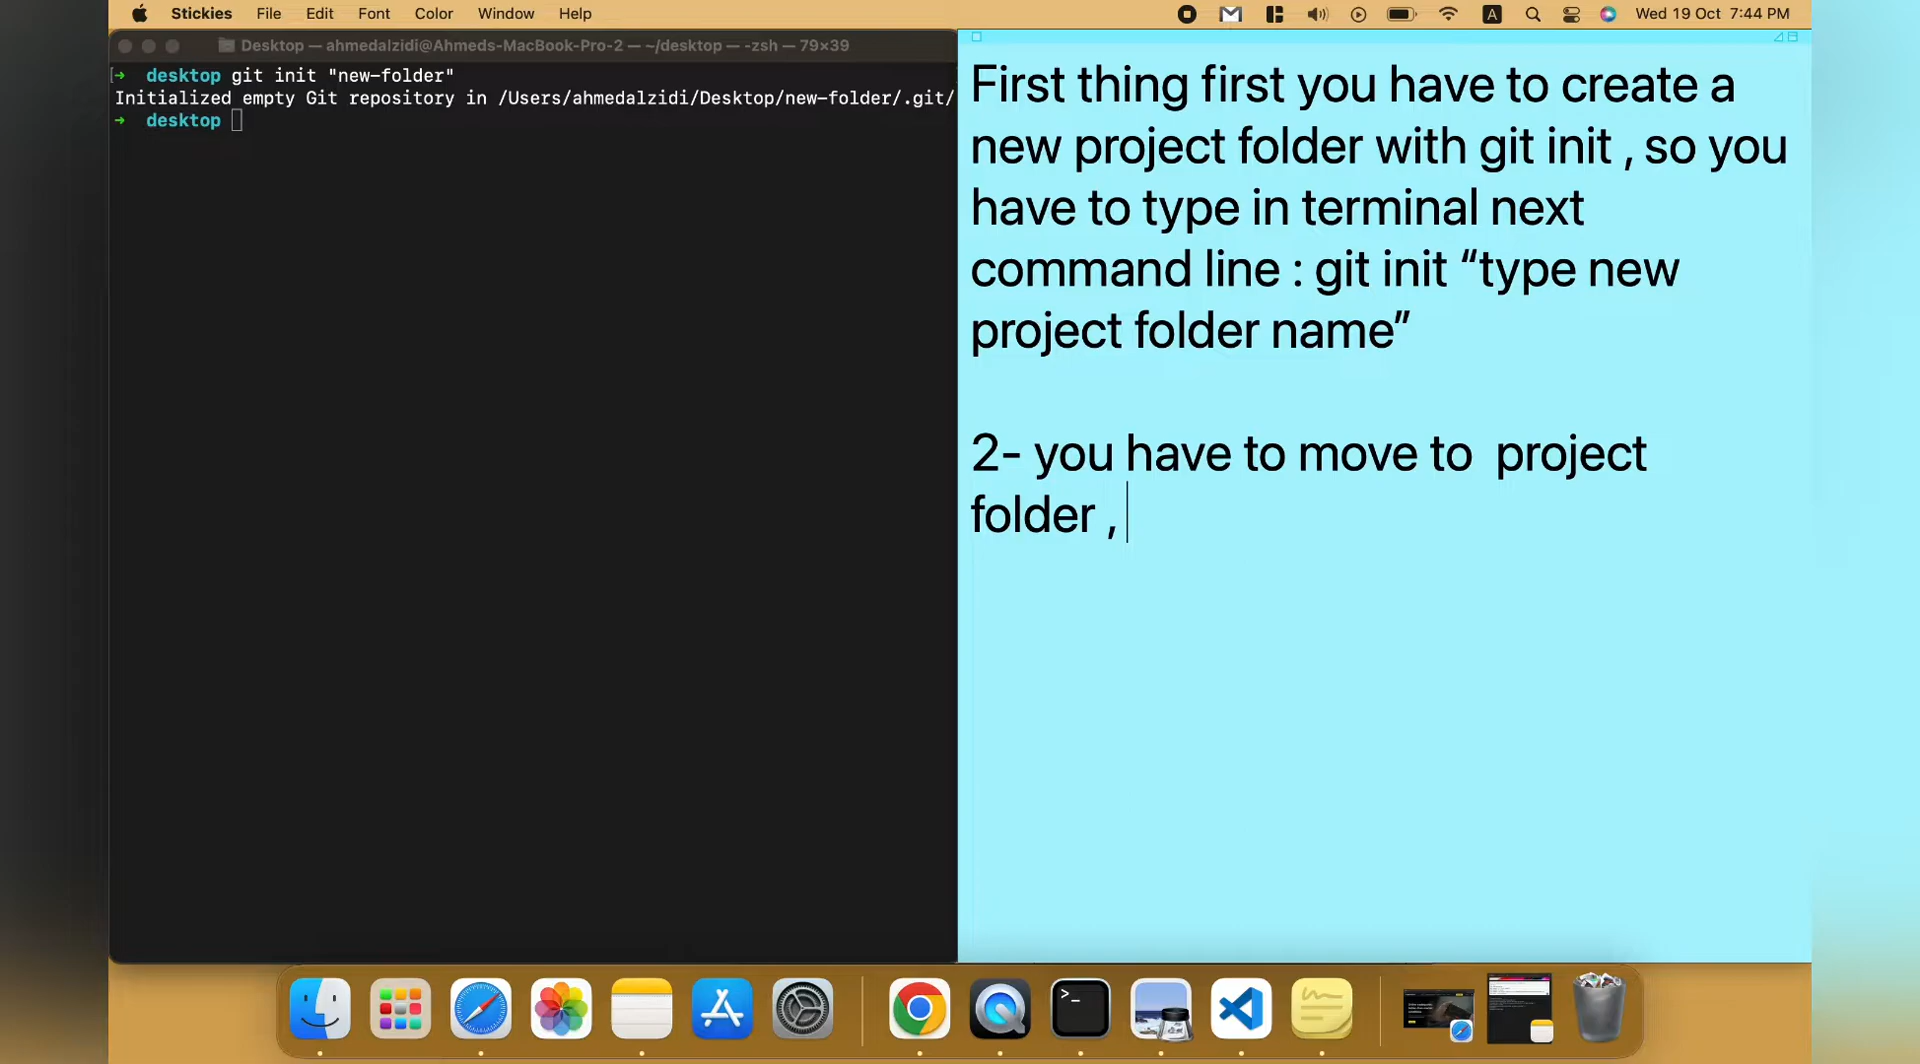 Stickies File Edit Font Color Window Help A Wed 19 Oct 7:44 PM
Desktop — ahmedalzidi@Ahmeds-MacBook-Pro-2 — ~/desktop — -zsh — 79×39
→ desktop git init "new-folder"
Initialized empty Git repository in /Users/ahmedalzidi/Desktop/new-folder/.git/
→ desktop
First thing first you have to create a
new project folder with git init , so you
have to type in terminal next
command line : git init “type new
project folder name”
2- you have to move to  project
folder ,
>_